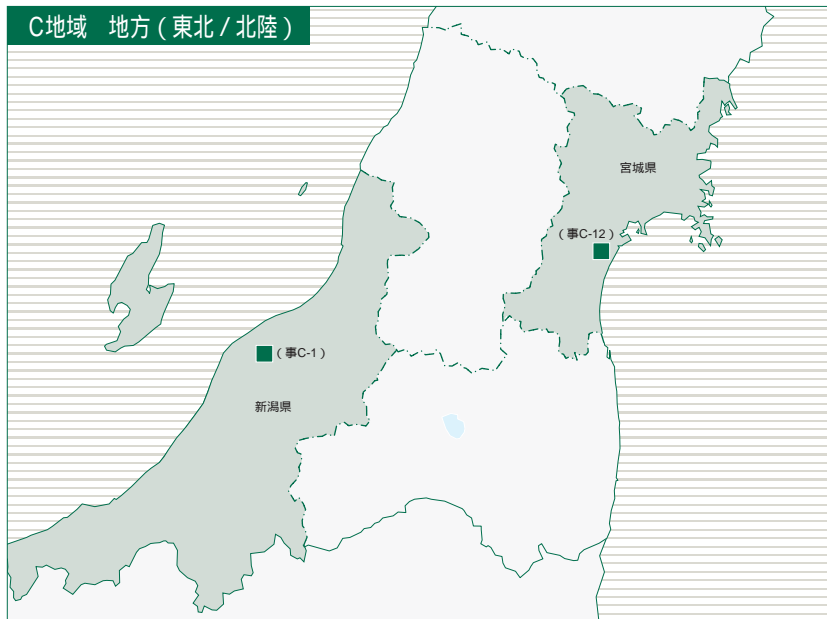 C地域　地方（東北 / 北陸）
宮城県
（事C-12）
（事C-1）
新潟県